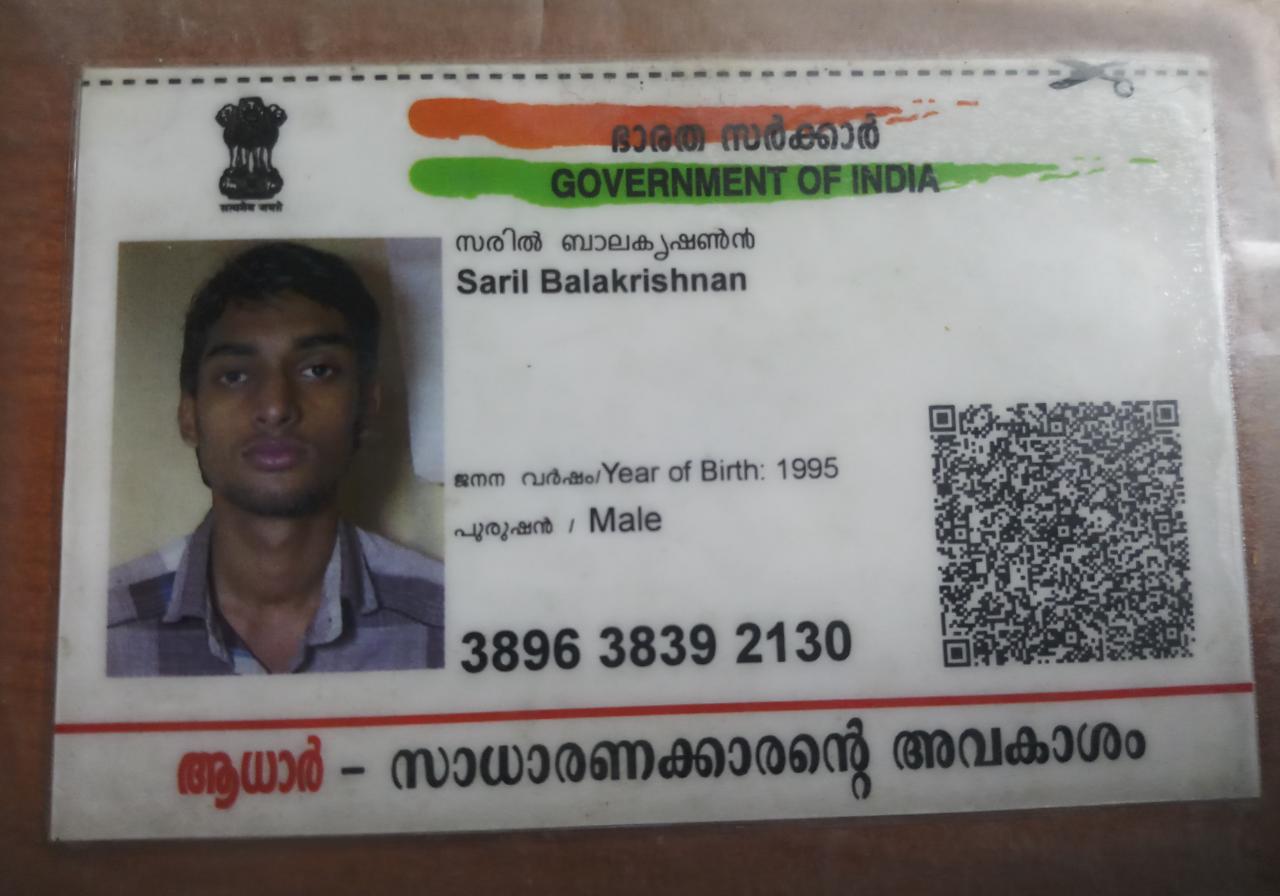 सत्यमेव जयते
ഭാരത സർക്കാർ
GOVERNMENT OF INDIA
സരിൽ ബാലകൃഷൺൻ
Saril Balakrishnan
ജനന വർഷം/Year of Birth: 1995
പുരുഷൻ / Male
3896 3839 2130
ആധാർ - സാധാരണക്കാരന്റെ അവകാശം